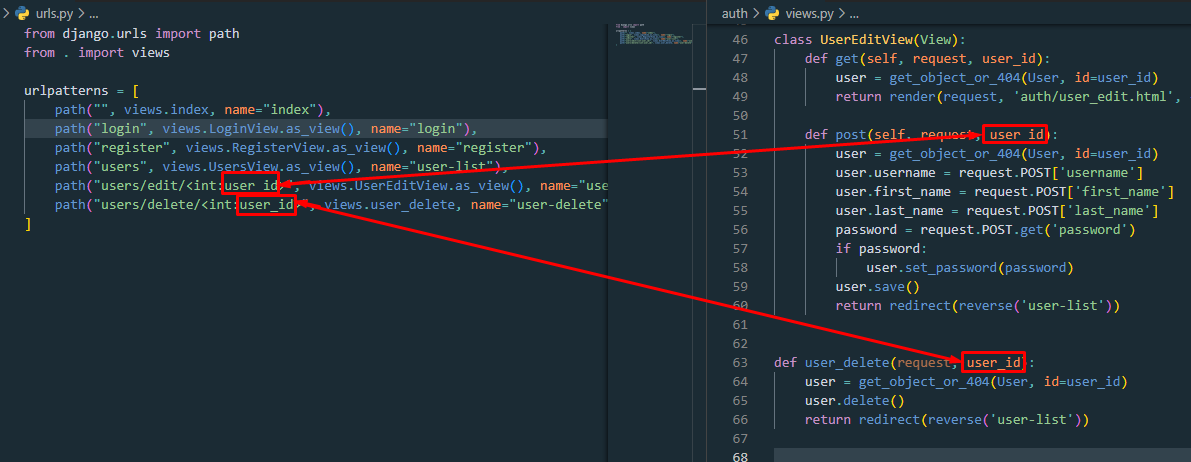 urls.py > ...
from django.urls import path
from . import views
urlpatterns = [
path("", views.index, name="index"),
path("login", views.LoginView.as_view(), name="login"),
path("register", views.RegisterView.as_view(), name="register"),
path("users", views.UsersView.as_view(), name="user-list"),
path("users/edit/<int:user_id>", views.UserEditView.as_view(), name="use
path("users/delete/<int:user_id>", views.user_delete, name="user-delete"
]
auth > views.py > ...
46 class UserEditView(View):
47 def get(self, request, user_id):
48 user = get_object_or_404(User, id=user_id)
49 return render(request, 'auth/user_edit.html',
50
51 def post(self, request, user_id):
52 user = get_object_or_404(User, id=user_id)
53 user.username = request.POST['username']
54 user.first_name = request.POST['first_name']
55 user.last_name = request.POST['last_name']
56 password = request.POST.get('password')
57 if password:
58 user.set_password(password)
59 user.save()
60 return redirect(reverse('user-list'))
61
62
63 def user_delete(request, user_id):
64 user = get_object_or_404(User, id=user_id)
65 user.delete()
66 return redirect(reverse('user-list'))
67
68